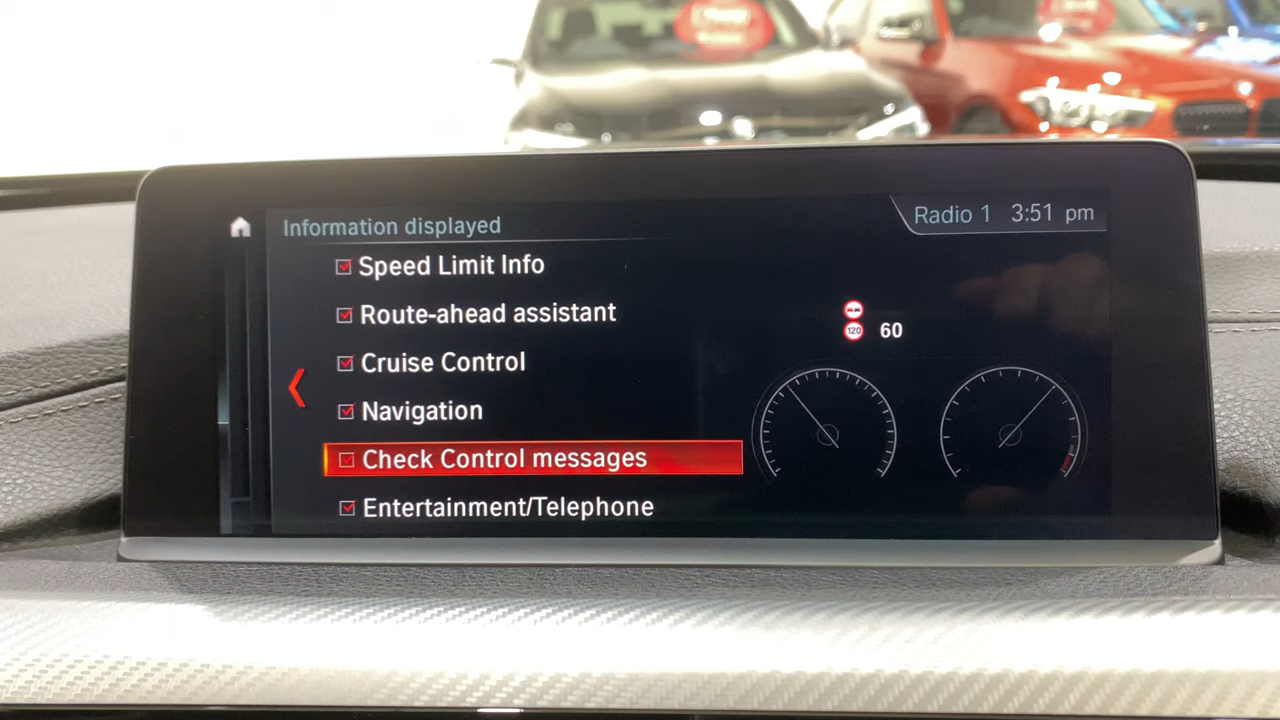 Information displayed
Radio 1 3:51 pm
Speed Limit Info
Route-ahead assistant
Cruise Control
Navigation
Check Control messages
Entertainment/Telephone
120 60